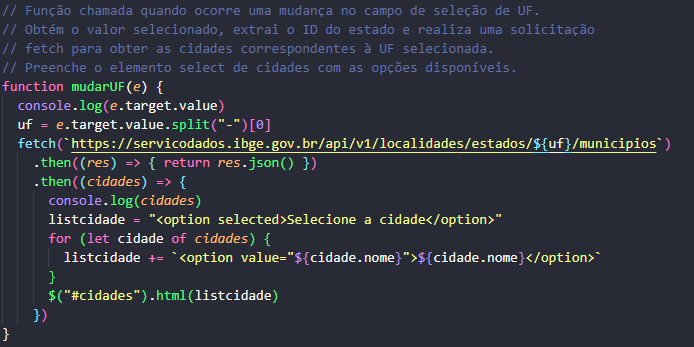 // Função chamada quando ocorre uma mudança no campo de seleção de UF.
// Obtém o valor selecionado, extrai o ID do estado e realiza uma solicitação
// fetch para obter as cidades correspondentes à UF selecionada.
// Preenche o elemento select de cidades com as opções disponíveis.
function mudarUF(e) {
  console.log(e.target.value)
  uf = e.target.value.split("-")[0]
  fetch(`https://servicodados.ibge.gov.br/api/v1/localidades/estados/${uf}/municipios`)
    .then((res) => { return res.json() })
    .then((cidades) => {
      console.log(cidades)
      listcidade = "<option selected>Selecione a cidade</option>"
      for (let cidade of cidades) {
        listcidade += `<option value="${cidade.nome}">${cidade.nome}</option>`
      }
      $("#cidades").html(listcidade)
    })
}